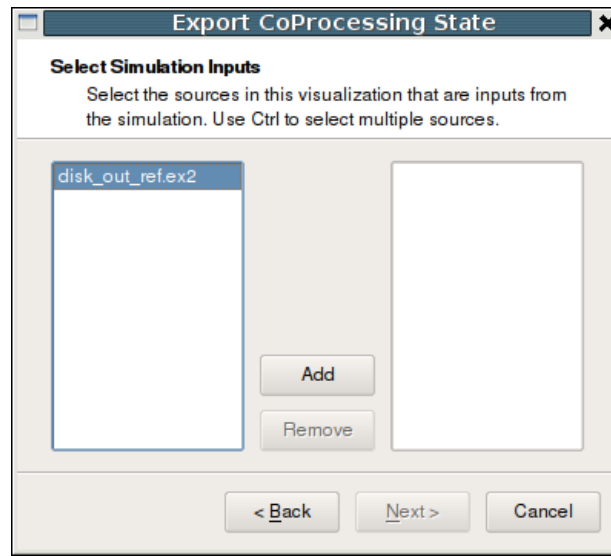 Export CoProcessing State
Select Simulation Inputs
Select the sources in this visualization that are inputs from
the simulation. Use Ctrl to select multiple sources.
disk_out_ref.ex2
Add
Remove
< Back
Next >
Cancel